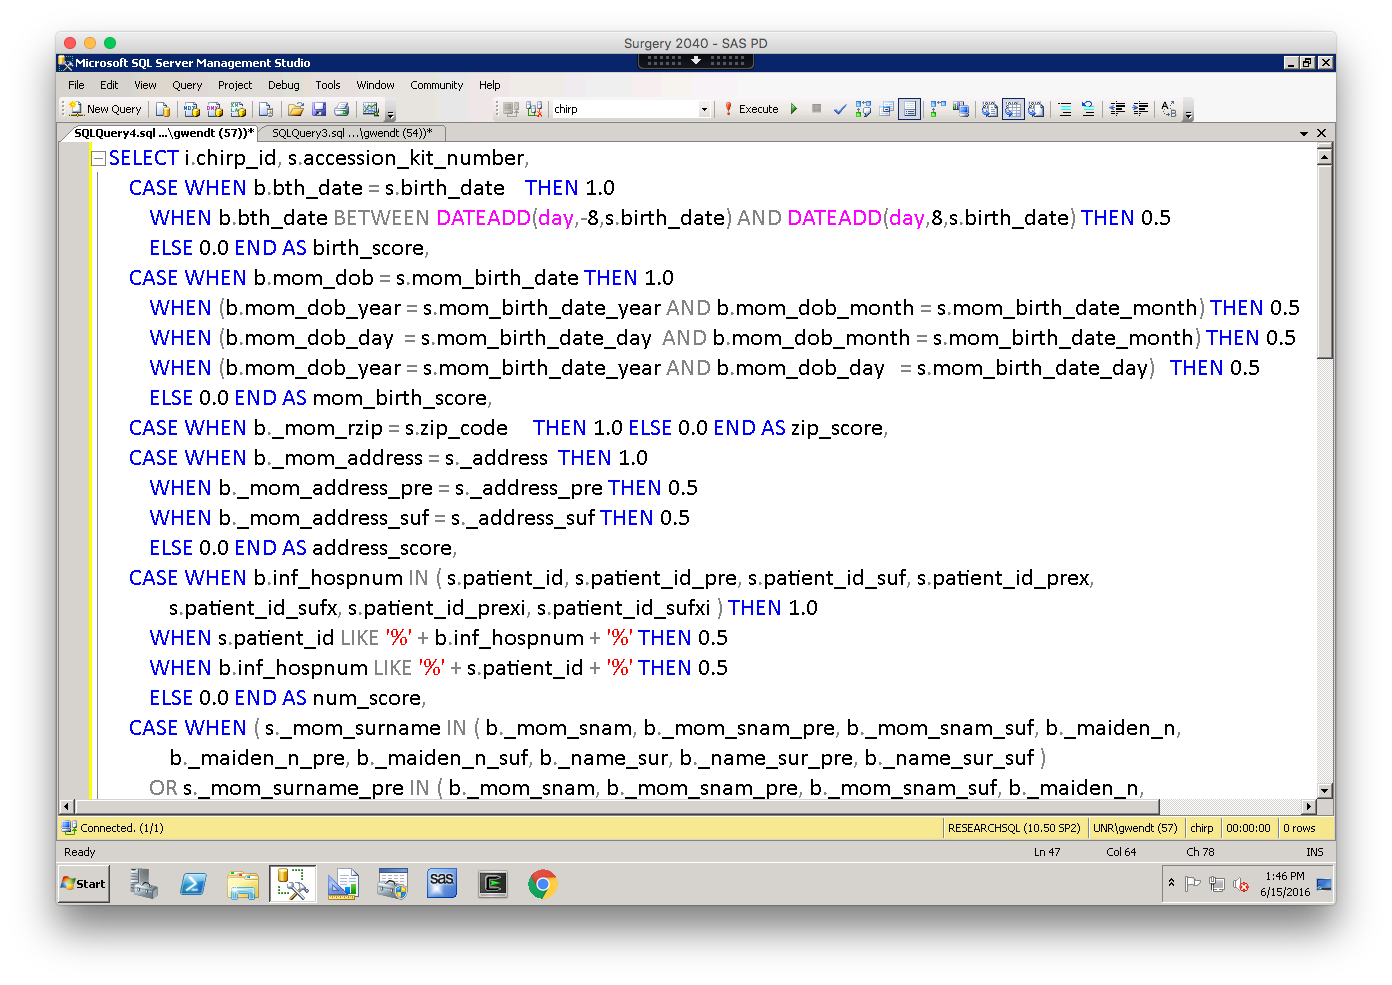 Surgery 2040 - SAS PD
Microsoft SQL Server Management Studio
File Edit View Query Project Debug Tools Window Community Help
New Query chirp Execute
SQLQuery4.sql ...\gwendt (57))* SQLQuery3.sql ...\gwendt (54))*
SELECT i.chirp_id, s.accession_kit_number,
CASE WHEN b.bth_date = s.birth_date THEN 1.0
WHEN b.bth_date BETWEEN DATEADD(day,-8,s.birth_date) AND DATEADD(day,8,s.birth_date) THEN 0.5
ELSE 0.0 END AS birth_score,
CASE WHEN b.mom_dob = s.mom_birth_date THEN 1.0
WHEN (b.mom_dob_year = s.mom_birth_date_year AND b.mom_dob_month = s.mom_birth_date_month) THEN 0.5
WHEN (b.mom_dob_day = s.mom_birth_date_day AND b.mom_dob_month = s.mom_birth_date_month) THEN 0.5
WHEN (b.mom_dob_year = s.mom_birth_date_year AND b.mom_dob_day = s.mom_birth_date_day) THEN 0.5
ELSE 0.0 END AS mom_birth_score,
CASE WHEN b._mom_rzip = s.zip_code THEN 1.0 ELSE 0.0 END AS zip_score,
CASE WHEN b._mom_address = s._address THEN 1.0
WHEN b._mom_address_pre = s._address_pre THEN 0.5
WHEN b._mom_address_suf = s._address_suf THEN 0.5
ELSE 0.0 END AS address_score,
CASE WHEN b.inf_hospnum IN ( s.patient_id, s.patient_id_pre, s.patient_id_suf, s.patient_id_prex,
s.patient_id_sufx, s.patient_id_prexi, s.patient_id_sufxi ) THEN 1.0
WHEN s.patient_id LIKE '%' + b.inf_hospnum + '%' THEN 0.5
WHEN b.inf_hospnum LIKE '%' + s.patient_id + '%' THEN 0.5
ELSE 0.0 END AS num_score,
CASE WHEN ( s._mom_surname IN ( b._mom_snam, b._mom_snam_pre, b._mom_snam_suf, b._maiden_n,
b._maiden_n_pre, b._maiden_n_suf, b._name_sur, b._name_sur_pre, b._name_sur_suf )
OR s._mom_surname_pre IN ( b._mom_snam, b._mom_snam_pre, b._mom_snam_suf, b._maiden_n,
Connected. (1/1) RESEARCHSQL (10.50 SP2) UNR\gwendt (57) chirp 00:00:00 0 rows
Ready Ln 47 Col 64 Ch 78 INS
Start sas 1:46 PM
6/15/2016